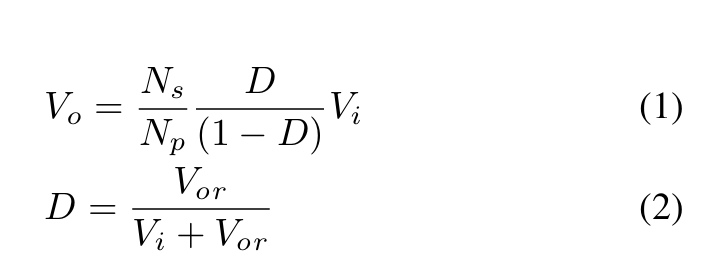 $V_o = \frac{N_s}{N_p} \frac{D}{(1-D)} V_i$ (1)
$D = \frac{V_{or}}{V_i + V_{or}}$ (2)